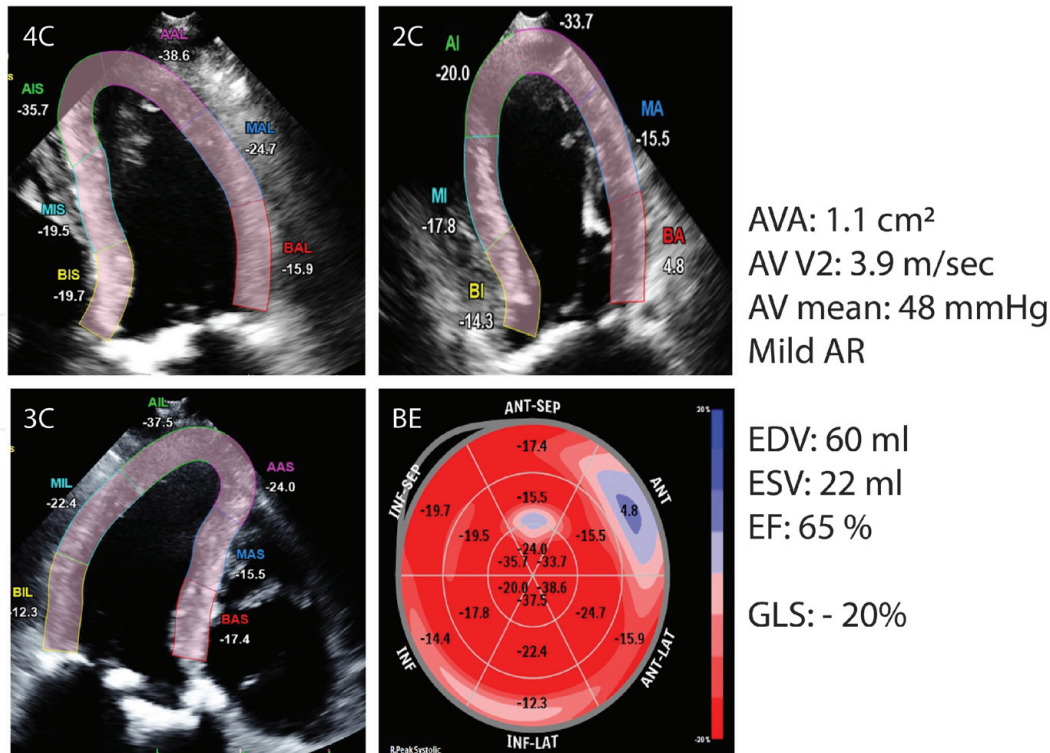 4C
AAL
-38.6
AIS
-35.7
MAL
-24.7
MIS
-19.5
BAL
-15.9
BIS
-19.7
2C
-33.7
AI
-20.0
MA
-15.5
MI
-17.8
BA
4.8
BI
-14.3
AVA: 1.1 cm²
AV V2: 3.9 m/sec
AV mean: 48 mmHg
Mild AR
3C
AIL
-37.5
AAS
-24.0
MIL
-22.4
MAS
-15.5
BIL
-12.3
BAS
-17.4
BE
ANT-SEP
20%
-17.4
INF-SEP
ANT
-19.7
-15.5
4.8
-19.5
-15.5
-24.0
-35.7
-33.7
-20.0
-38.6
-37.5
-17.8
-24.7
-14.4
-15.9
-22.4
INF
ANT-LAT
-12.3
INF-LAT
-20%
R.Peak Systolic
EDV: 60 ml
ESV: 22 ml
EF: 65 %
GLS: - 20%